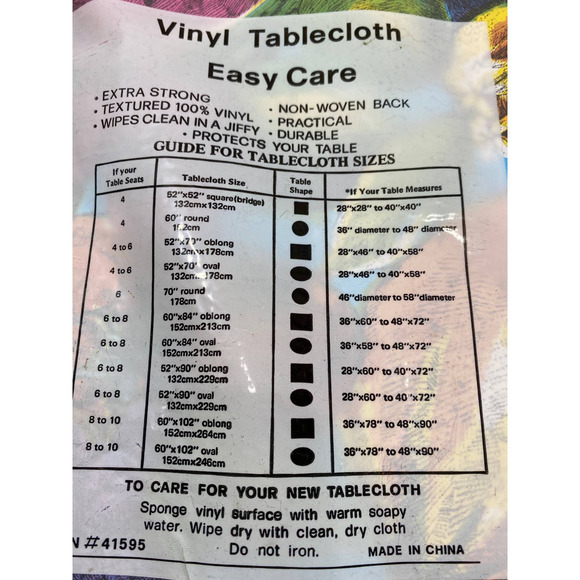 Vinyl Tablecloth
Easy Care
• EXTRA STRONG
• TEXTURED 100% VINYL • NON-WOVEN BACK
• WIPES CLEAN IN A JIFFY • PRACTICAL
• DURABLE
• PROTECTS YOUR TABLE
GUIDE FOR TABLECLOTH SIZES
If your Table Seats Tablecloth Size Table Shape *If Your Table Measures
4 52"x52" square(bridge) 28"x28" to 40"x40"
132cmx132cm
4 60" round 36" diameter to 48" diameter
152cm
4 to 6 52"x70" oblong 28"x46" to 40"x58"
132cmx178cm
4 to 6 52"x70" oval 28"x46" to 40"x58"
132cmx178cm
6 70" round 46"diameter to 58"diameter
178cm
6 to 8 60"x84" oblong 36"x60" to 48"x72"
152cmx213cm
6 to 8 60"x84" oval 36"x58" to 48"x72"
152cmx213cm
6 to 8 52"x90" oblong 28"x60" to 40"x72"
132cmx229cm
6 to 8 52"x90" oval 28"x60" to 40"x72"
132cmx229cm
8 to 10 60"x102" oblong 36"x78" to 48"x90"
152cmx264cm
8 to 10 60"x102" oval 36"x78" to 48"x90"
152cmx246cm
TO CARE FOR YOUR NEW TABLECLOTH
Sponge vinyl surface with warm soapy
water. Wipe dry with clean, dry cloth
Do not iron.
N #41595 MADE IN CHINA